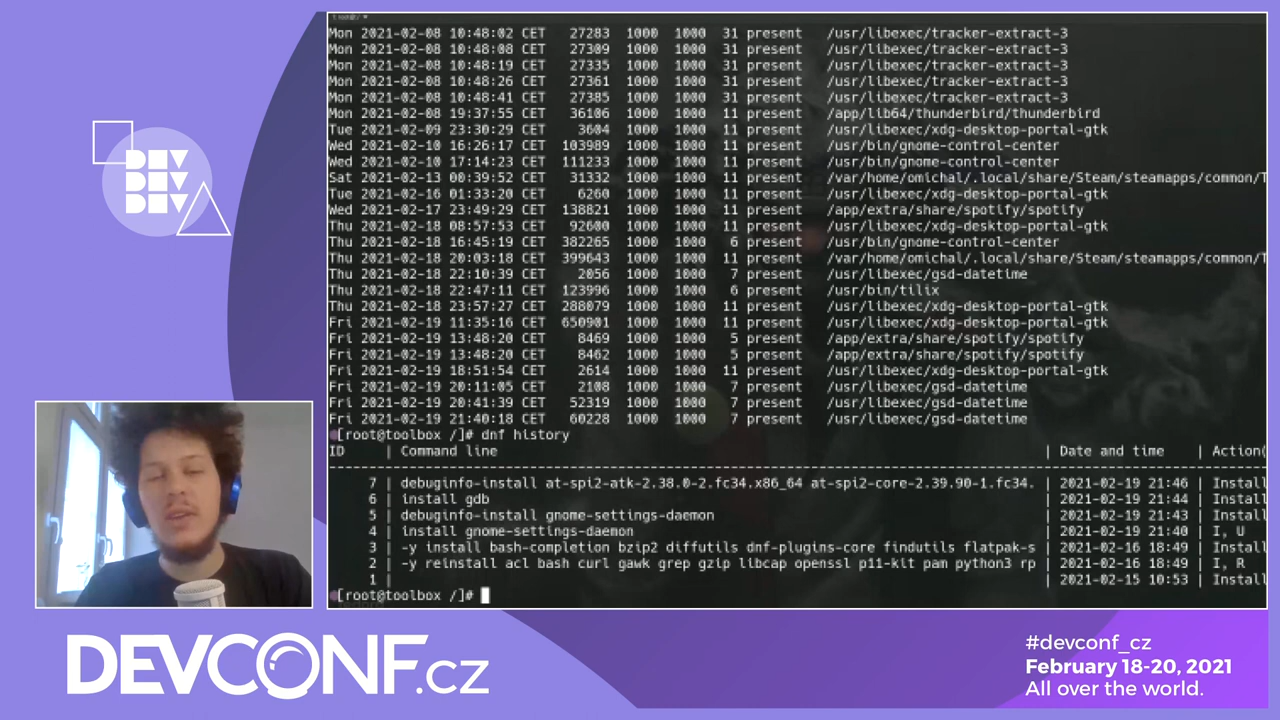 Mon 2021-02-08 10:48:02 CET 27283 1000 1000 31 present /usr/libexec/tracker-extract-3
Mon 2021-02-08 10:48:08 CET 27309 1000 1000 31 present /usr/libexec/tracker-extract-3
Mon 2021-02-08 10:48:19 CET 27335 1000 1000 31 present /usr/libexec/tracker-extract-3
Mon 2021-02-08 10:48:26 CET 27361 1000 1000 31 present /usr/libexec/tracker-extract-3
Mon 2021-02-08 10:48:41 CET 27385 1000 1000 31 present /usr/libexec/tracker-extract-3
Mon 2021-02-08 19:37:55 CET 36106 1000 1000 11 present /app/lib64/thunderbird/thunderbird
Tue 2021-02-09 23:30:29 CET 3604 1000 1000 11 present /usr/libexec/xdg-desktop-portal-gtk
Wed 2021-02-10 16:26:17 CET 103989 1000 1000 11 present /usr/bin/gnome-control-center
Wed 2021-02-10 17:14:23 CET 111233 1000 1000 11 present /usr/bin/gnome-control-center
Sat 2021-02-13 00:39:52 CET 31332 1000 1000 11 present /var/home/omichal/.local/share/Steam/steamapps/common/T
Tue 2021-02-16 01:33:20 CET 6260 1000 1000 11 present /usr/libexec/xdg-desktop-portal-gtk
Wed 2021-02-17 23:49:29 CET 138821 1000 1000 11 present /app/extra/share/spotify/spotify
Thu 2021-02-18 08:57:53 CET 92600 1000 1000 11 present /usr/libexec/xdg-desktop-portal-gtk
Thu 2021-02-18 16:45:19 CET 382265 1000 1000 6 present /usr/bin/gnome-control-center
Thu 2021-02-18 20:03:18 CET 399643 1000 1000 11 present /var/home/omichal/.local/share/Steam/steamapps/common/T
Thu 2021-02-18 22:10:39 CET 2056 1000 1000 7 present /usr/libexec/gsd-datetime
Thu 2021-02-18 22:47:11 CET 123996 1000 1000 6 present /usr/bin/tilix
Thu 2021-02-18 23:57:27 CET 288079 1000 1000 11 present /usr/libexec/xdg-desktop-portal-gtk
Fri 2021-02-19 11:35:16 CET 650901 1000 1000 11 present /usr/libexec/xdg-desktop-portal-gtk
Fri 2021-02-19 13:48:20 CET 8469 1000 1000 5 present /app/extra/share/spotify/spotify
Fri 2021-02-19 13:48:20 CET 8462 1000 1000 5 present /app/extra/share/spotify/spotify
Fri 2021-02-19 18:51:54 CET 2614 1000 1000 11 present /usr/libexec/xdg-desktop-portal-gtk
Fri 2021-02-19 20:11:05 CET 2108 1000 1000 7 present /usr/libexec/gsd-datetime
Fri 2021-02-19 20:41:39 CET 52319 1000 1000 7 present /usr/libexec/gsd-datetime
Fri 2021-02-19 21:40:18 CET 60228 1000 1000 7 present /usr/libexec/gsd-datetime
[root@toolbox /]# dnf history
ID | Command line | Date and time | Action(
7 | debuginfo-install at-spi2-atk-2.38.0-2.fc34.x86_64 at-spi2-core-2.39.90-1.fc34. | 2021-02-19 21:46 | Install
6 | install gdb | 2021-02-19 21:44 | Install
5 | debuginfo-install gnome-settings-daemon | 2021-02-19 21:43 | Install
4 | install gnome-settings-daemon | 2021-02-19 21:40 | I, U
3 | -y install bash-completion bzip2 diffutils dnf-plugins-core findutils flatpak-s | 2021-02-16 18:49 | Install
2 | -y reinstall acl bash curl gawk grep gzip libcap openssl p11-kit pam python3 rp | 2021-02-16 18:49 | I, R
1 | | 2021-02-15 10:53 | Install
[root@toolbox /]#
DEV
DEV
DEV
DEVCONF.cz
#devconf_cz
February 18-20, 2021
All over the world.